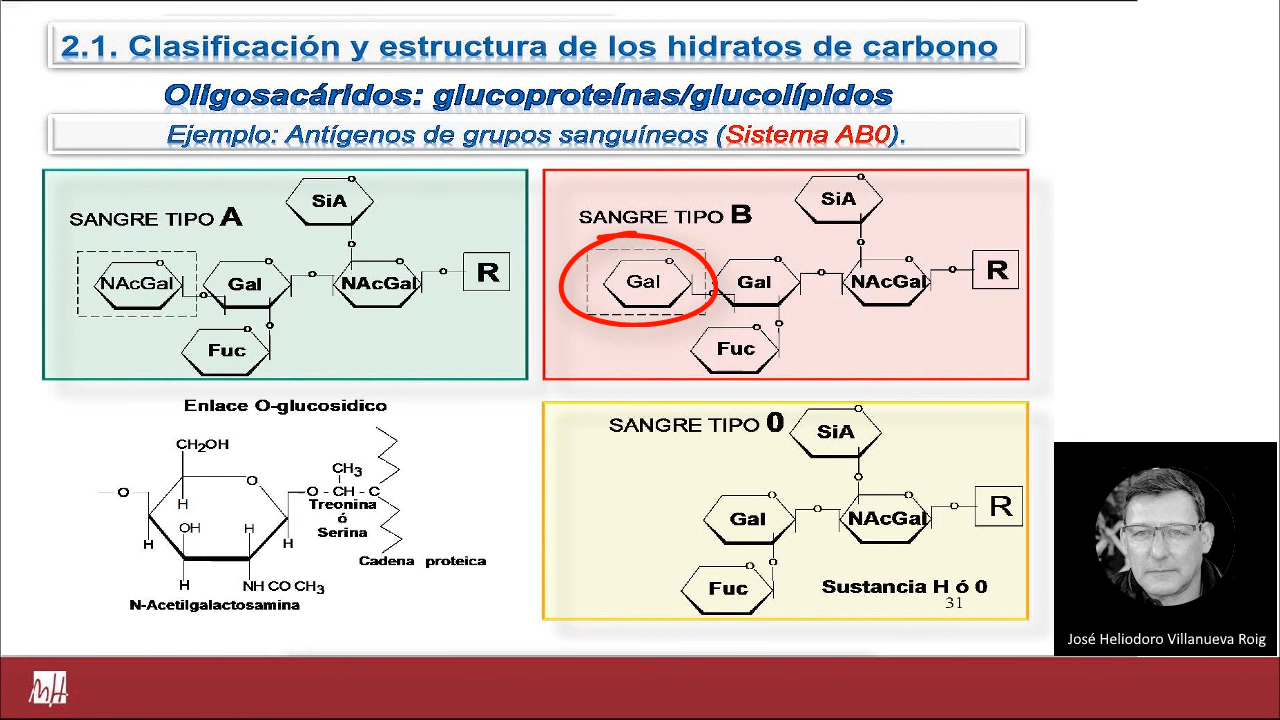 2.1. Clasificación y estructura de los hidratos de carbono
Oligosacáridos: glucoproteínas/glucolípidos
Ejemplo: Antígenos de grupos sanguíneos (Sistema AB0).
SANGRE TIPO A
SiA
NAcGal
Gal
NAcGal
R
Fuc
SANGRE TIPO B
SiA
Gal
Gal
NAcGal
R
Fuc
Enlace O-glucosidico
CH2OH
O
O
H
OH
H
H
H
H
NH CO CH3
CH3
O - CH - C
Treonina
ó
Serina
Cadena proteica
N-Acetilgalactosamina
SANGRE TIPO 0
SiA
Gal
NAcGal
R
Fuc
Sustancia H ó 0
31
José Heliodoro Villanueva Roig
MH